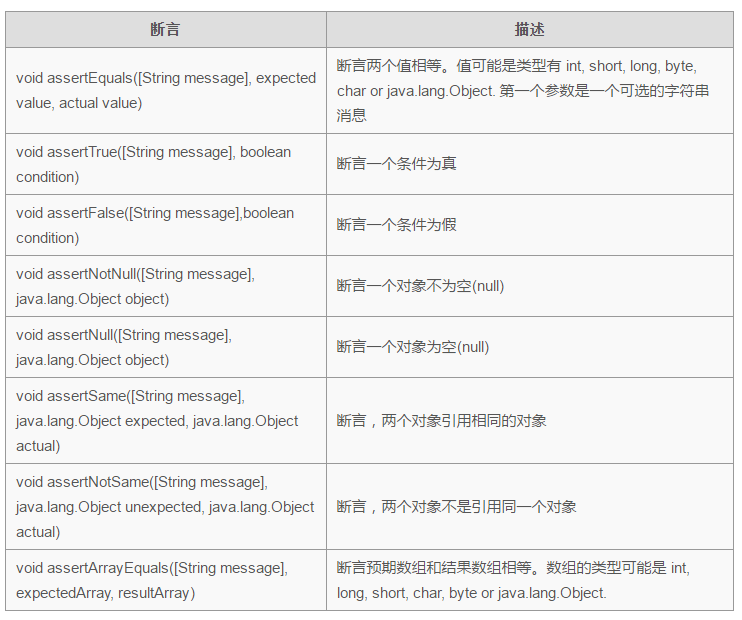 断言
描述
void assertEquals([String message], expected
value, actual value)
断言两个值相等。值可能是类型有 int, short, long, byte,
char or java.lang.Object. 第一个参数是一个可选的字符串
消息
void assertTrue([String message], boolean
condition)
断言一个条件为真
void assertFalse([String message],boolean
condition)
断言一个条件为假
void assertNotNull([String message],
java.lang.Object object)
断言一个对象不为空(null)
void assertNull([String message],
java.lang.Object object)
断言一个对象为空(null)
void assertSame([String message],
java.lang.Object expected, java.lang.Object
actual)
断言，两个对象引用相同的对象
void assertNotSame([String message],
java.lang.Object unexpected, java.lang.Object
actual)
断言，两个对象不是引用同一个对象
void assertArrayEquals([String message],
expectedArray, resultArray)
断言预期数组和结果数组相等。数组的类型可能是 int,
long, short, char, byte or java.lang.Object.